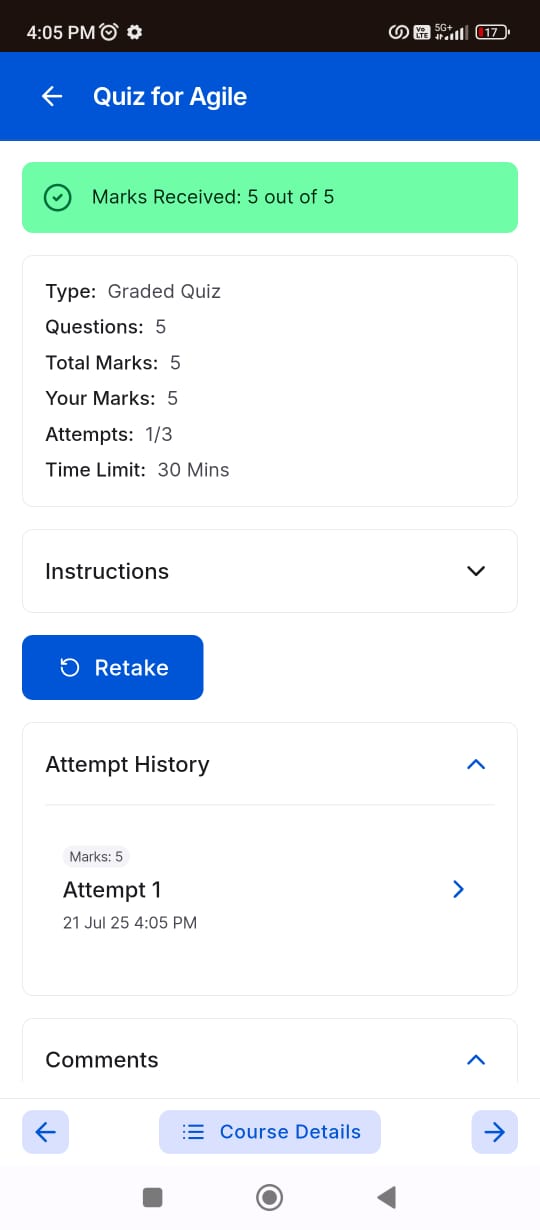 4:05 PM
Vo LTE 5G+ 17
Quiz for Agile
Marks Received: 5 out of 5
Type: Graded Quiz
Questions: 5
Total Marks: 5
Your Marks: 5
Attempts: 1/3
Time Limit: 30 Mins
Instructions
Retake
Attempt History
Marks: 5
Attempt 1
21 Jul 25 4:05 PM
Comments
Course Details